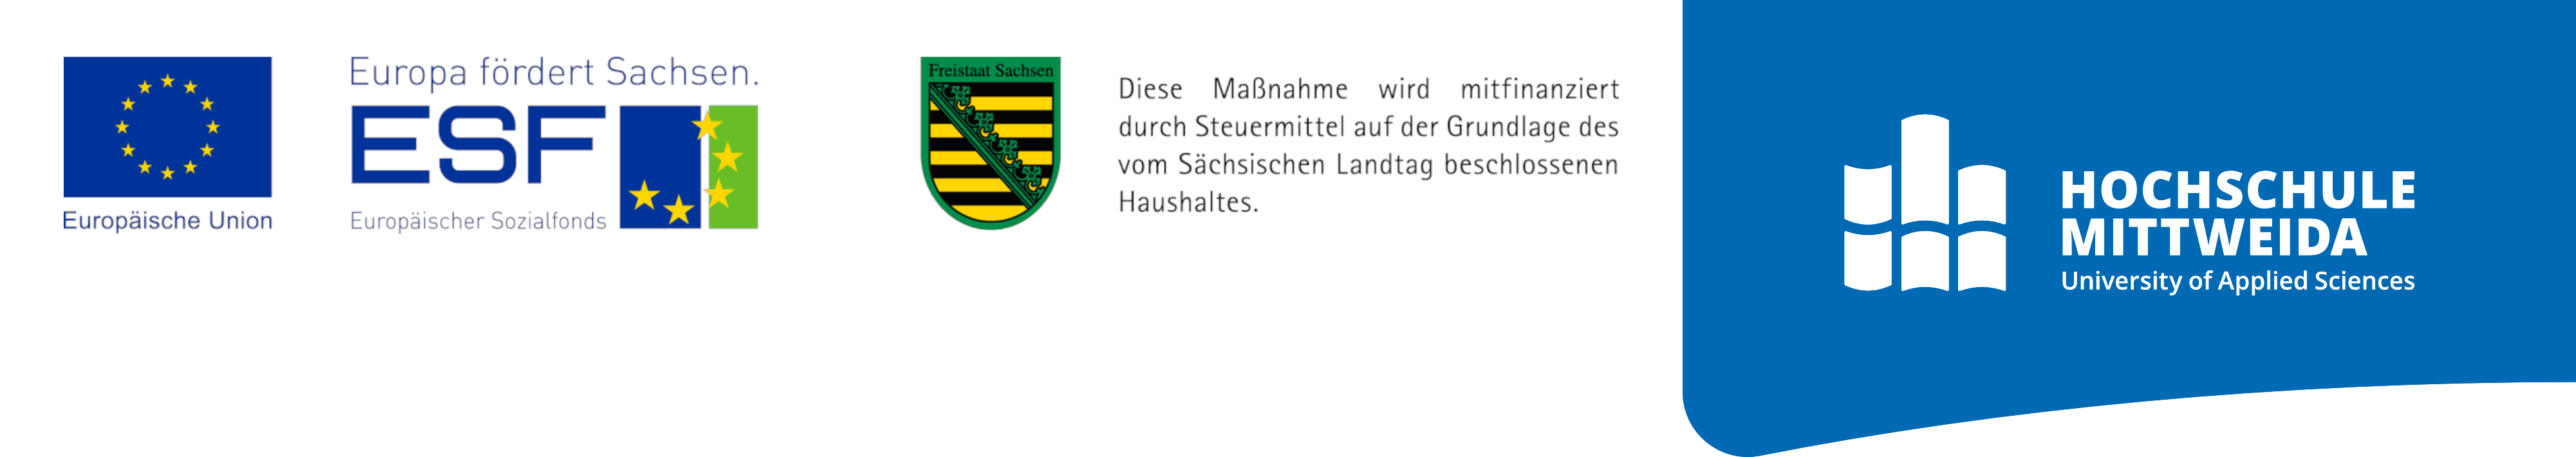 Europäische Union
Europa fördert Sachsen.
ESF
Europäischer Sozialfonds
Freistaat Sachsen
Diese Maßnahme wird mitfinanziert
durch Steuermittel auf der Grundlage des
vom Sächsischen Landtag beschlossenen
Haushaltes.
HOCHSCHULE
MITTWEIDA
University of Applied Sciences